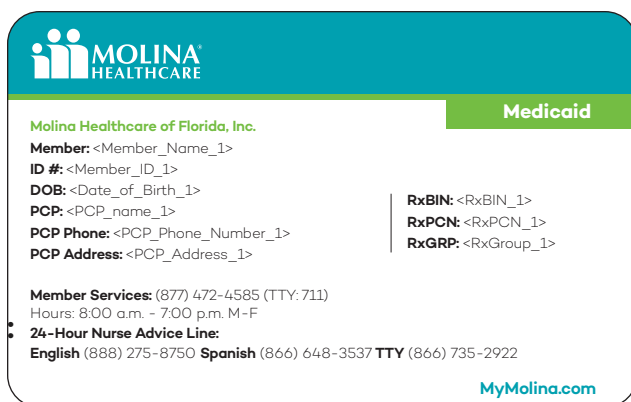 MOLINA®
HEALTHCARE
Medicaid
Molina Healthcare of Florida, Inc.
Member: <Member_Name_1>
ID #: <Member_ID_1>
DOB: <Date_of_Birth_1>
PCP: <PCP_name_1>
PCP Phone: <PCP_Phone_Number_1>
PCP Address: <PCP_Address_1>
RxBIN: <RxBIN_1>
RxPCN: <RxPCN_1>
RxGRP: <RxGroup_1>
Member Services: (877) 472-4585 (TTY: 711)
Hours: 8:00 a.m. - 7:00 p.m. M-F
24-Hour Nurse Advice Line:
English (888) 275-8750 Spanish (866) 648-3537 TTY (866) 735-2922
MyMolina.com